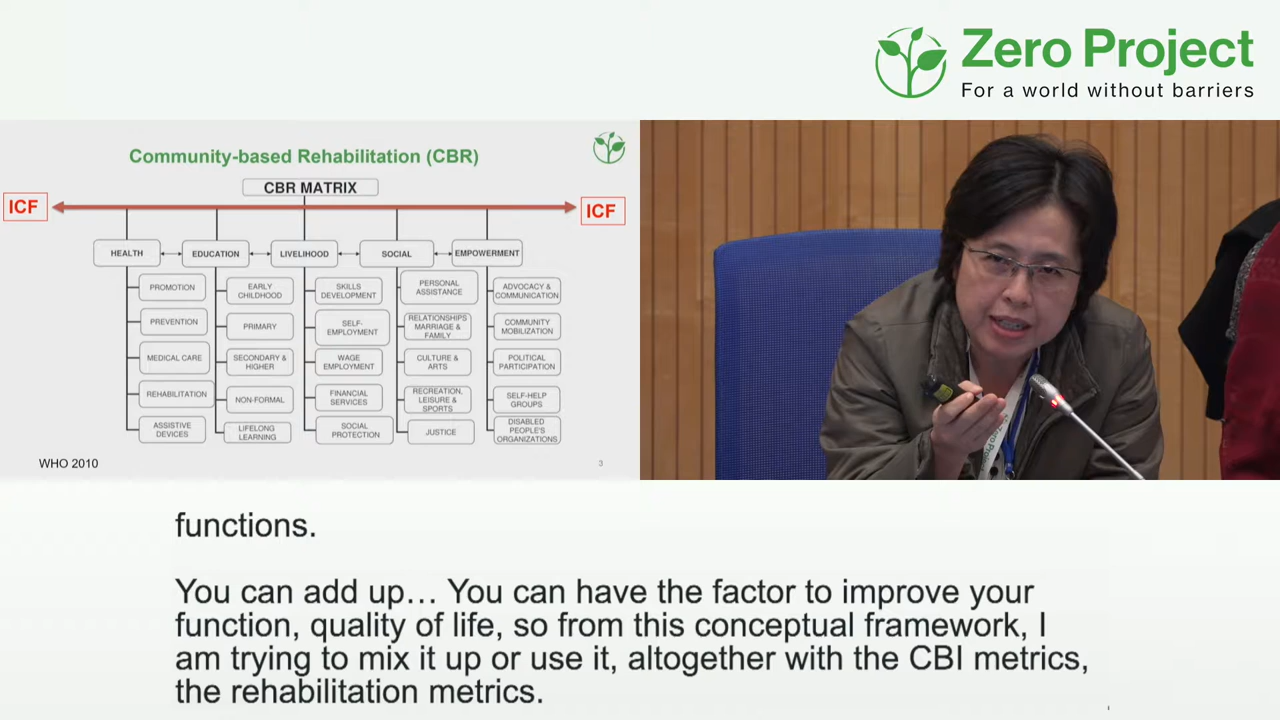 Zero Project
For a world without barriers
Community-based Rehabilitation (CBR)
CBR MATRIX
ICF
ICF
HEALTH
EDUCATION
LIVELIHOOD
SOCIAL
EMPOWERMENT
PROMOTION
PREVENTION
MEDICAL CARE
REHABILITATION
ASSISTIVE
DEVICES
EARLY
CHILDHOOD
PRIMARY
SECONDARY &
HIGHER
NON-FORMAL
LIFELONG
LEARNING
SKILLS
DEVELOPMENT
SELF-
EMPLOYMENT
WAGE
EMPLOYMENT
FINANCIAL
SERVICES
SOCIAL
PROTECTION
PERSONAL
ASSISTANCE
RELATIONSHIPS
MARRIAGE &
FAMILY
CULTURE &
ARTS
RECREATION,
LEISURE &
SPORTS
JUSTICE
ADVOCACY &
COMMUNICATION
COMMUNITY
MOBILIZATION
POLITICAL
PARTICIPATION
SELF-HELP
GROUPS
DISABLED
PEOPLE'S
ORGANIZATIONS
WHO 2010
3
functions.
You can add up… You can have the factor to improve your
function, quality of life, so from this conceptual framework, I
am trying to mix it up or use it, altogether with the CBI metrics,
the rehabilitation metrics.